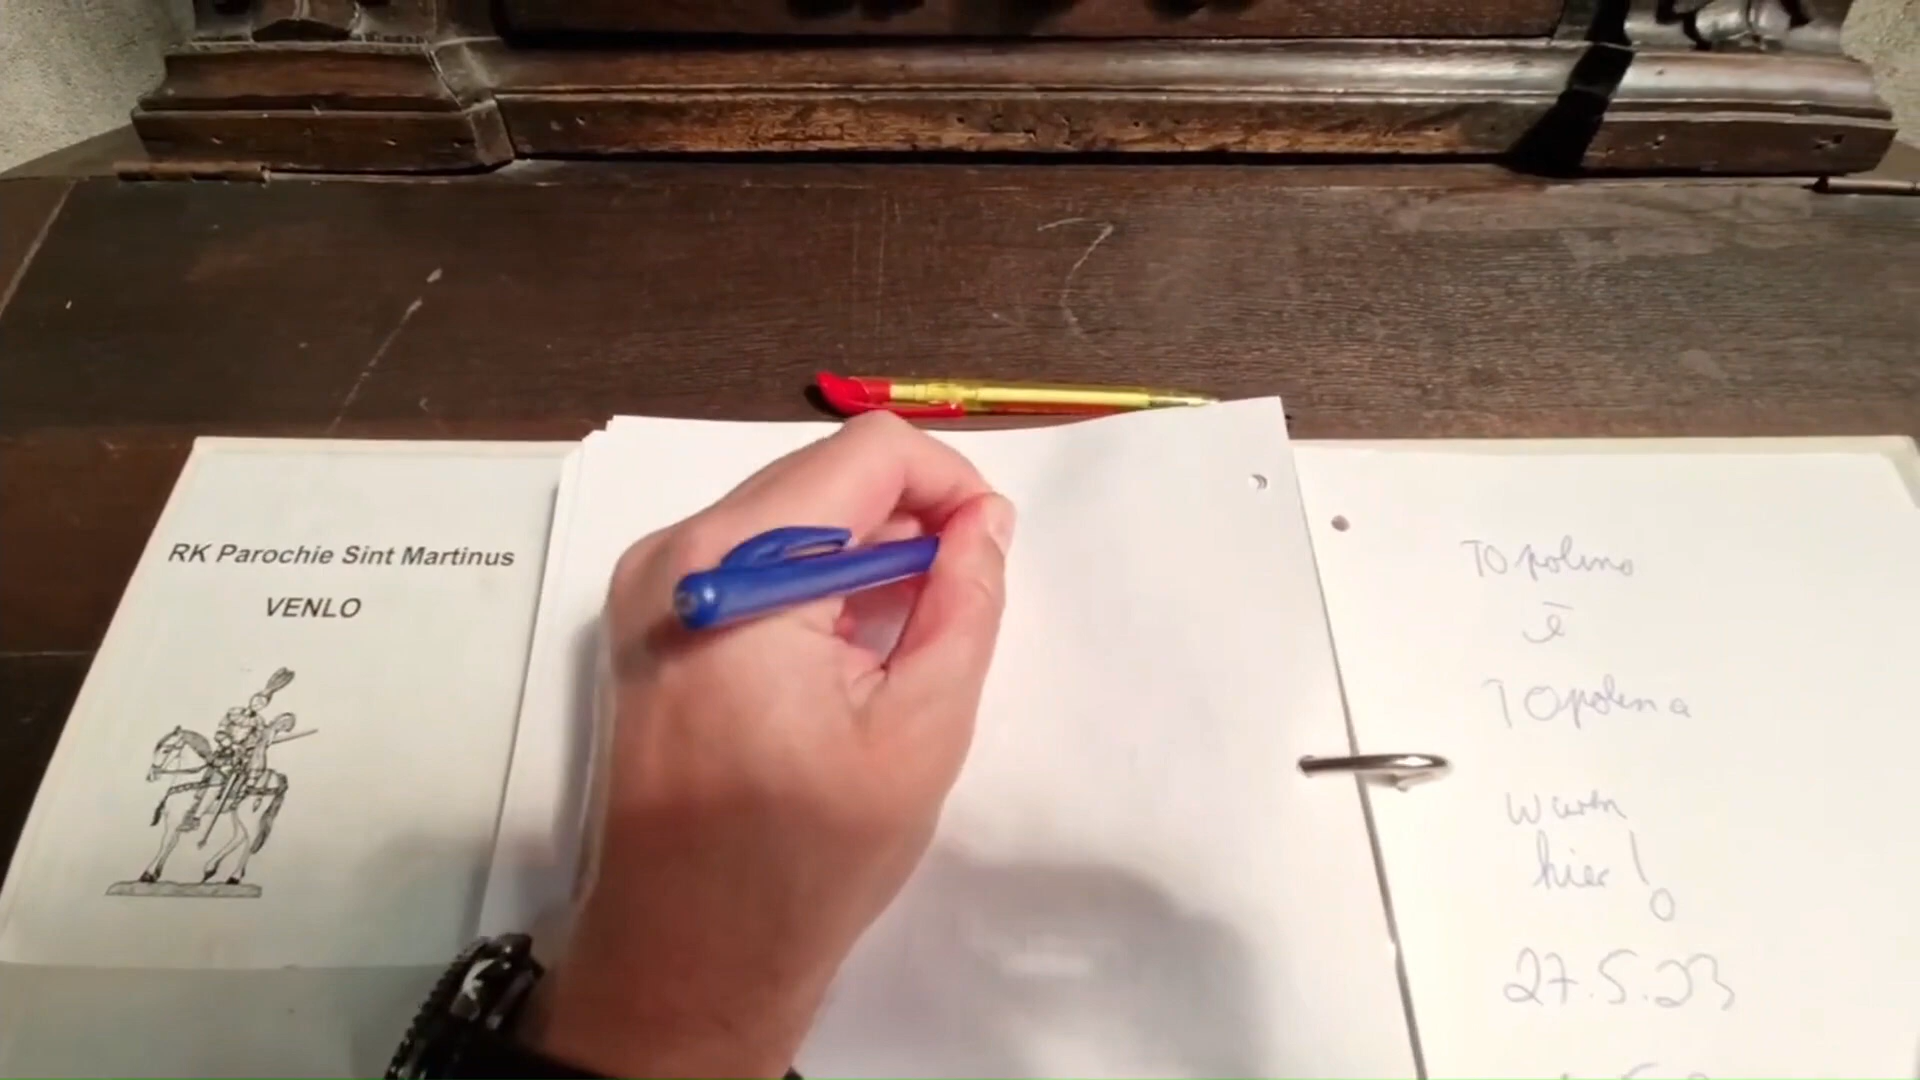 RK Parochie Sint Martinus
VENLO
Topolino
e
Topolina
waren
hier!
27.5.23